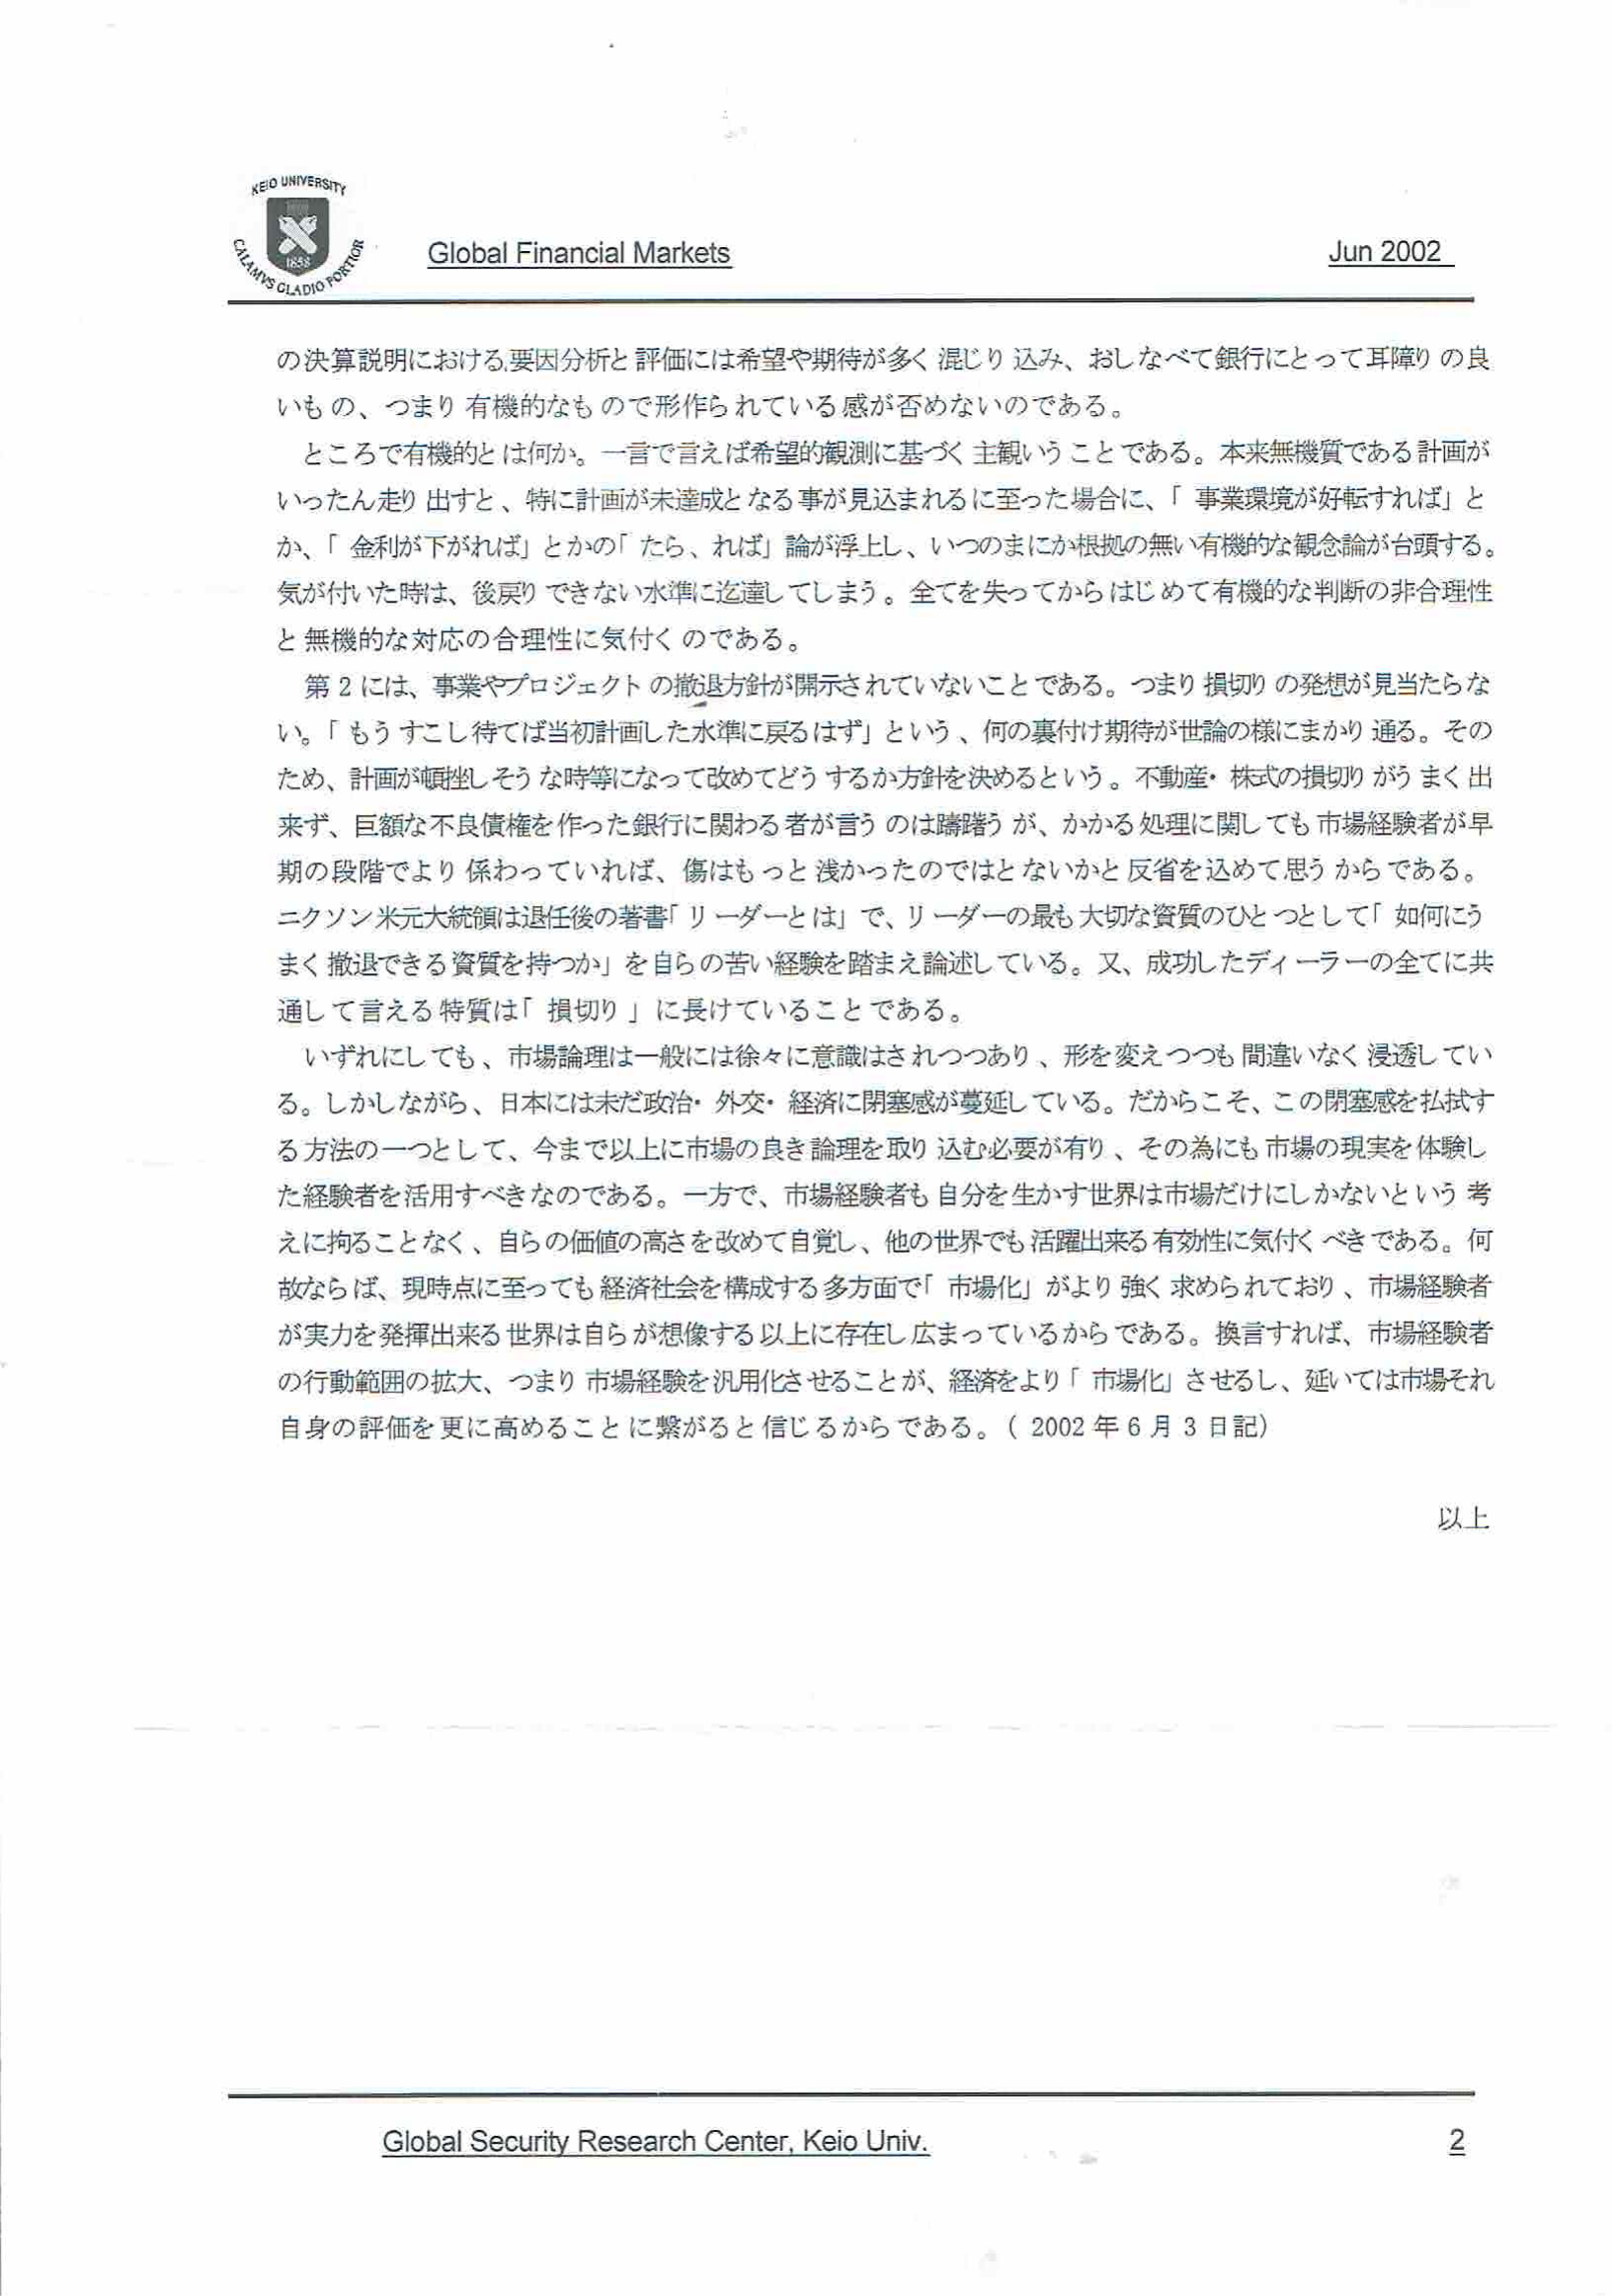 KEIO UNIVERSITY
1858
CALAMVS GLADIO FORTIOR
Global Financial Markets
Jun 2002
の決算説明における要因分析と評価には希望や期待が多く混じり込み、おしなべて銀行にとって耳障りの良
いもの、つまり有機的なもので形作られている感が否めないのである。
ところで有機的とは何か。一言で言えば希望的観測に基づく主観いうことである。本来無機質である計画が
いったん走り出すと、特に計画が未達成となる事が見込まれるに至った場合に、「事業環境が好転すれば」と
か、「金利が下がれば」とかの「たら、れば」論が浮上し、いつのまにか根拠の無い有機的な観念論が台頭する。
気が付いた時は、後戻りできない水準に迄達してしまう。全てを失ってからはじめて有機的な判断の非合理性
と無機的な対応の合理性に気付くのである。
第2には、事業やプロジェクトの撤退方針が開示されていないことである。つまり損切りの発想が見当たらな
い。「もうすこし待てば当初計画した水準に戻るはず」という、何の裏付け期待が世論の様にまかり通る。その
ため、計画が頓挫しそうな時等になって改めてどうするか方針を決めるという。不動産・株式の損切りがうまく出
来ず、巨額な不良債権を作った銀行に関わる者が言うのは躊躇うが、かかる処理に関しても市場経験者が早
期の段階でより係わっていれば、傷はもっと浅かったのではとないかと反省を込めて思うからである。
ニクソン米元大統領は退任後の著書「リーダーとは」で、リーダーの最も大切な資質のひとつとして「如何にう
まく撤退できる資質を持つか」を自らの苦い経験を踏まえ論述している。又、成功したディーラーの全てに共
通して言える特質は「損切り」に長けていることである。
いずれにしても、市場論理は一般には徐々に意識はされつつあり、形を変えつつも間違いなく浸透してい
る。しかしながら、日本には未だ政治・外交・経済に閉塞感が蔓延している。だからこそ、この閉塞感を払拭す
る方法の一つとして、今まで以上に市場の良き論理を取り込む必要が有り、その為にも市場の現実を体験し
た経験者を活用すべきなのである。一方で、市場経験者も自分を生かす世界は市場だけにしかないという考
えに拘ることなく、自らの価値の高さを改めて自覚し、他の世界でも活躍出来る有効性に気付くべきである。何
故ならば、現時点に至っても経済社会を構成する多方面で「市場化」がより強く求められており、市場経験者
が実力を発揮出来る世界は自らが想像する以上に存在し広まっているからである。換言すれば、市場経験者
の行動範囲の拡大、つまり市場経験を汎用化させることが、経済をより「市場化」させるし、延いては市場それ
自身の評価を更に高めることに繋がると信じるからである。(2002年6月3日記)
以上
Global Security Research Center, Keio Univ.
2